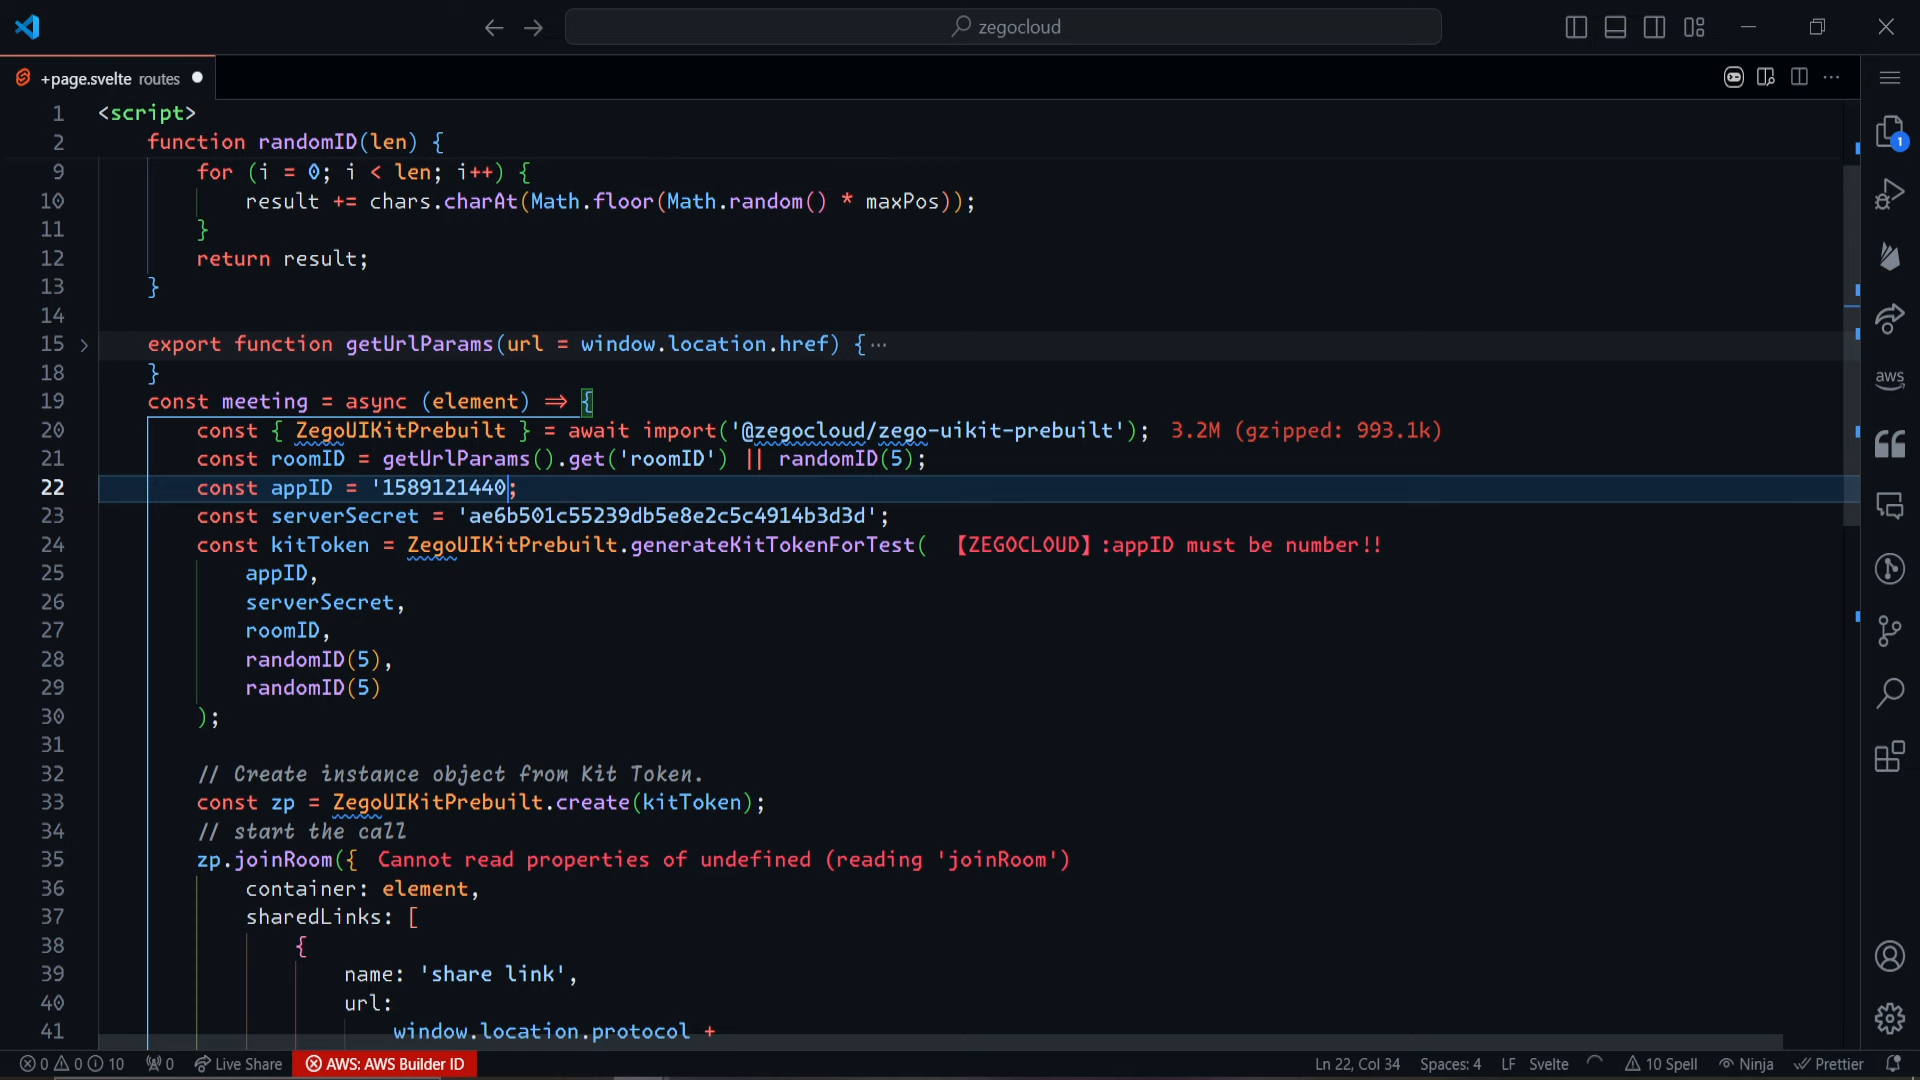 zegocloud
+page.svelte routes
1 <script>
2 function randomID(len) {
9 for (i = 0; i < len; i++) {
10 result += chars.charAt(Math.floor(Math.random() * maxPos));
11 }
12 return result;
13 }
14
15 export function getUrlParams(url = window.location.href) {…
18 }
19 const meeting = async (element) => {
20 const { ZegoUIKitPrebuilt } = await import('@zegocloud/zego-uikit-prebuilt'); 3.2M (gzipped: 993.1k)
21 const roomID = getUrlParams().get('roomID') || randomID(5);
22 const appID = '1589121440;
23 const serverSecret = 'ae6b501c55239db5e8e2c5c4914b3d3d';
24 const kitToken = ZegoUIKitPrebuilt.generateKitTokenForTest( 【ZEGOCLOUD】:appID must be number!!
25 appID,
26 serverSecret,
27 roomID,
28 randomID(5),
29 randomID(5)
30 );
31
32 // Create instance object from Kit Token.
33 const zp = ZegoUIKitPrebuilt.create(kitToken);
34 // start the call
35 zp.joinRoom({ Cannot read properties of undefined (reading 'joinRoom')
36 container: element,
37 sharedLinks: [
38 {
39 name: 'share link',
40 url:
41 window.location.protocol +
1
aws
0 0 10 0 Live Share AWS: AWS Builder ID Ln 22, Col 34 Spaces: 4 LF Svelte 10 Spell Ninja Prettier